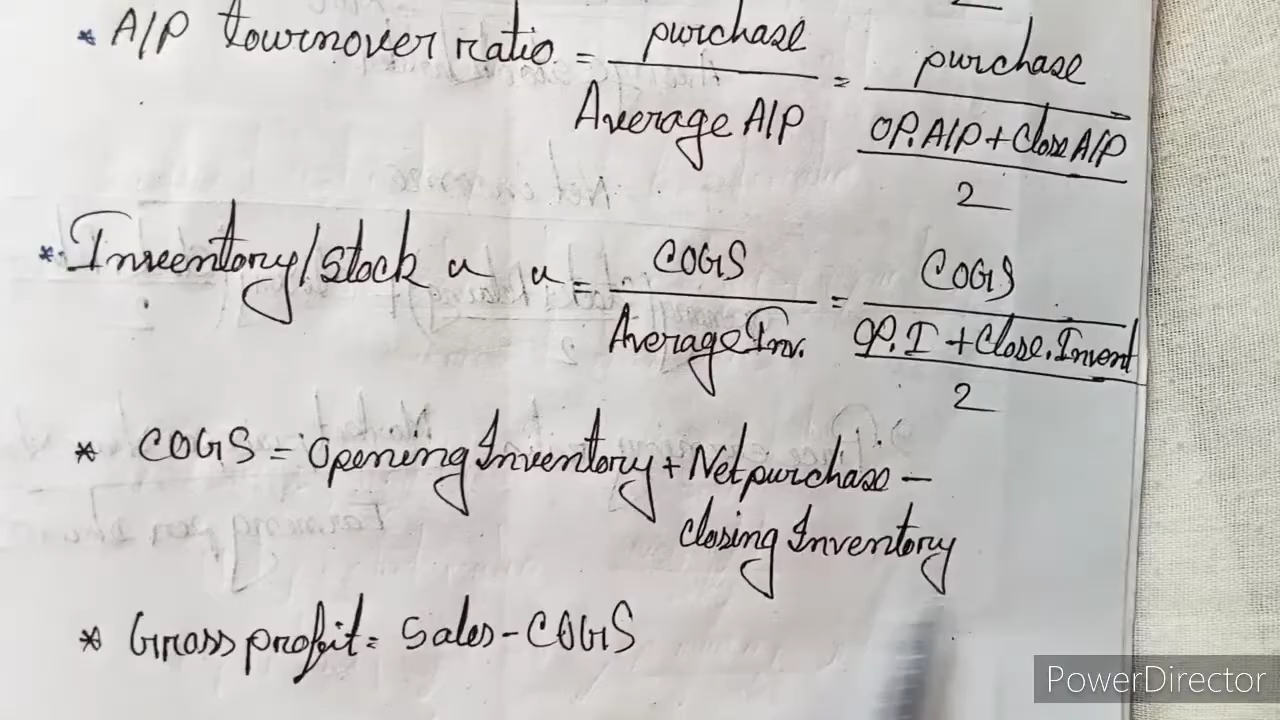 * A/P tournover ratio = purchase / Average A/P = purchase / OP. A/P + Close A/P / 2
* Inventory/Stock " " = COGS / Average Inv. = COGS / OP. I + Close. Invent / 2
* COGS = Opening Inventory + Net purchase -
closing Inventory
* Gross profit = Sales - COGS
PowerDirector